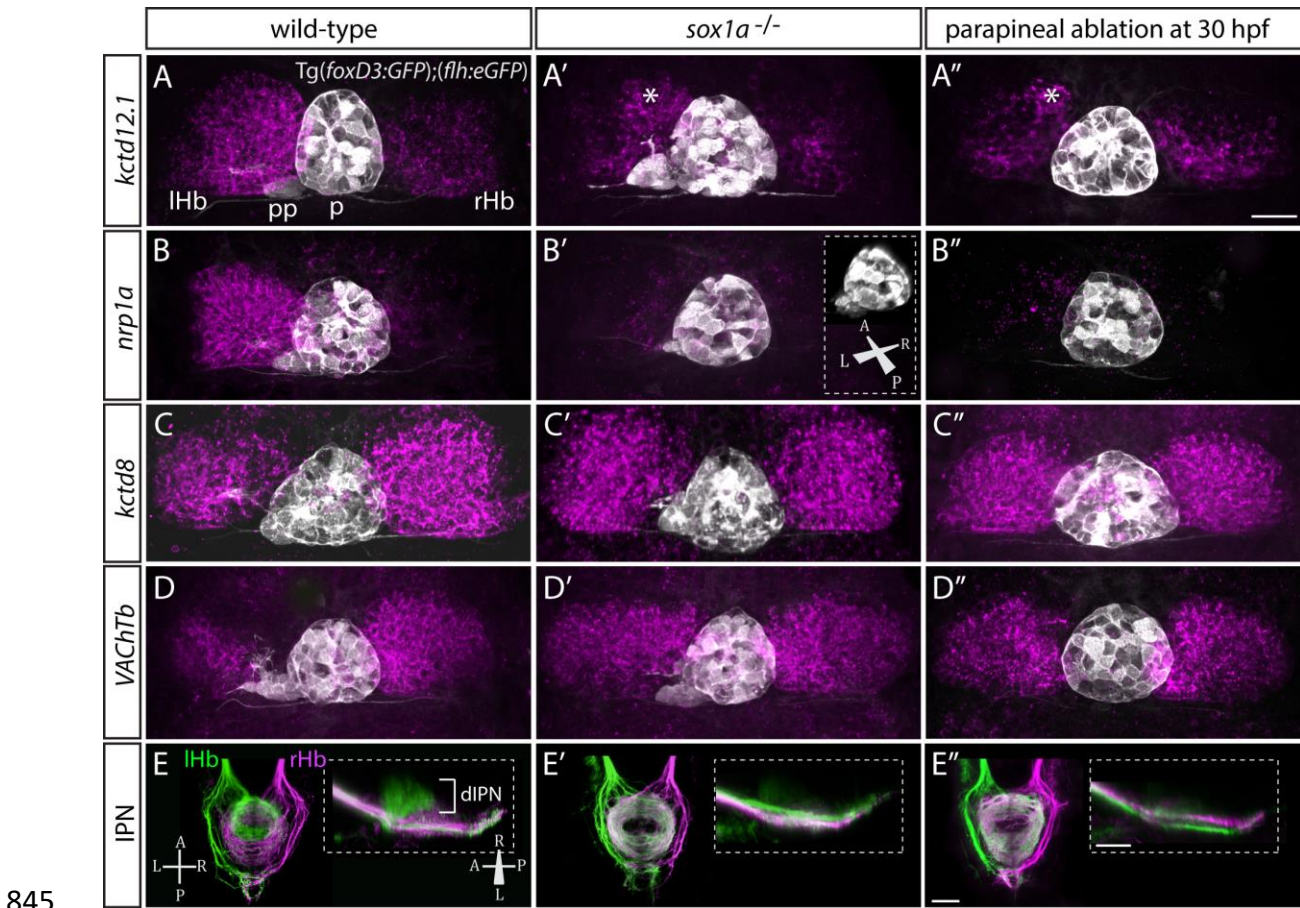 wild-type sox1a -/- parapineal ablation at 30 hpf
kctd12.1
A Tg(foxD3:GFP);(flh:eGFP) A′ * A″ *
lHb pp p rHb
nrp1a
B B′ B″
A
L R
P
kctd8
C C′ C″
VAChTb
D D′ D″
IPN
E lHb rHb dIPN E′ E″
A
L R
P
R
A P
L
845